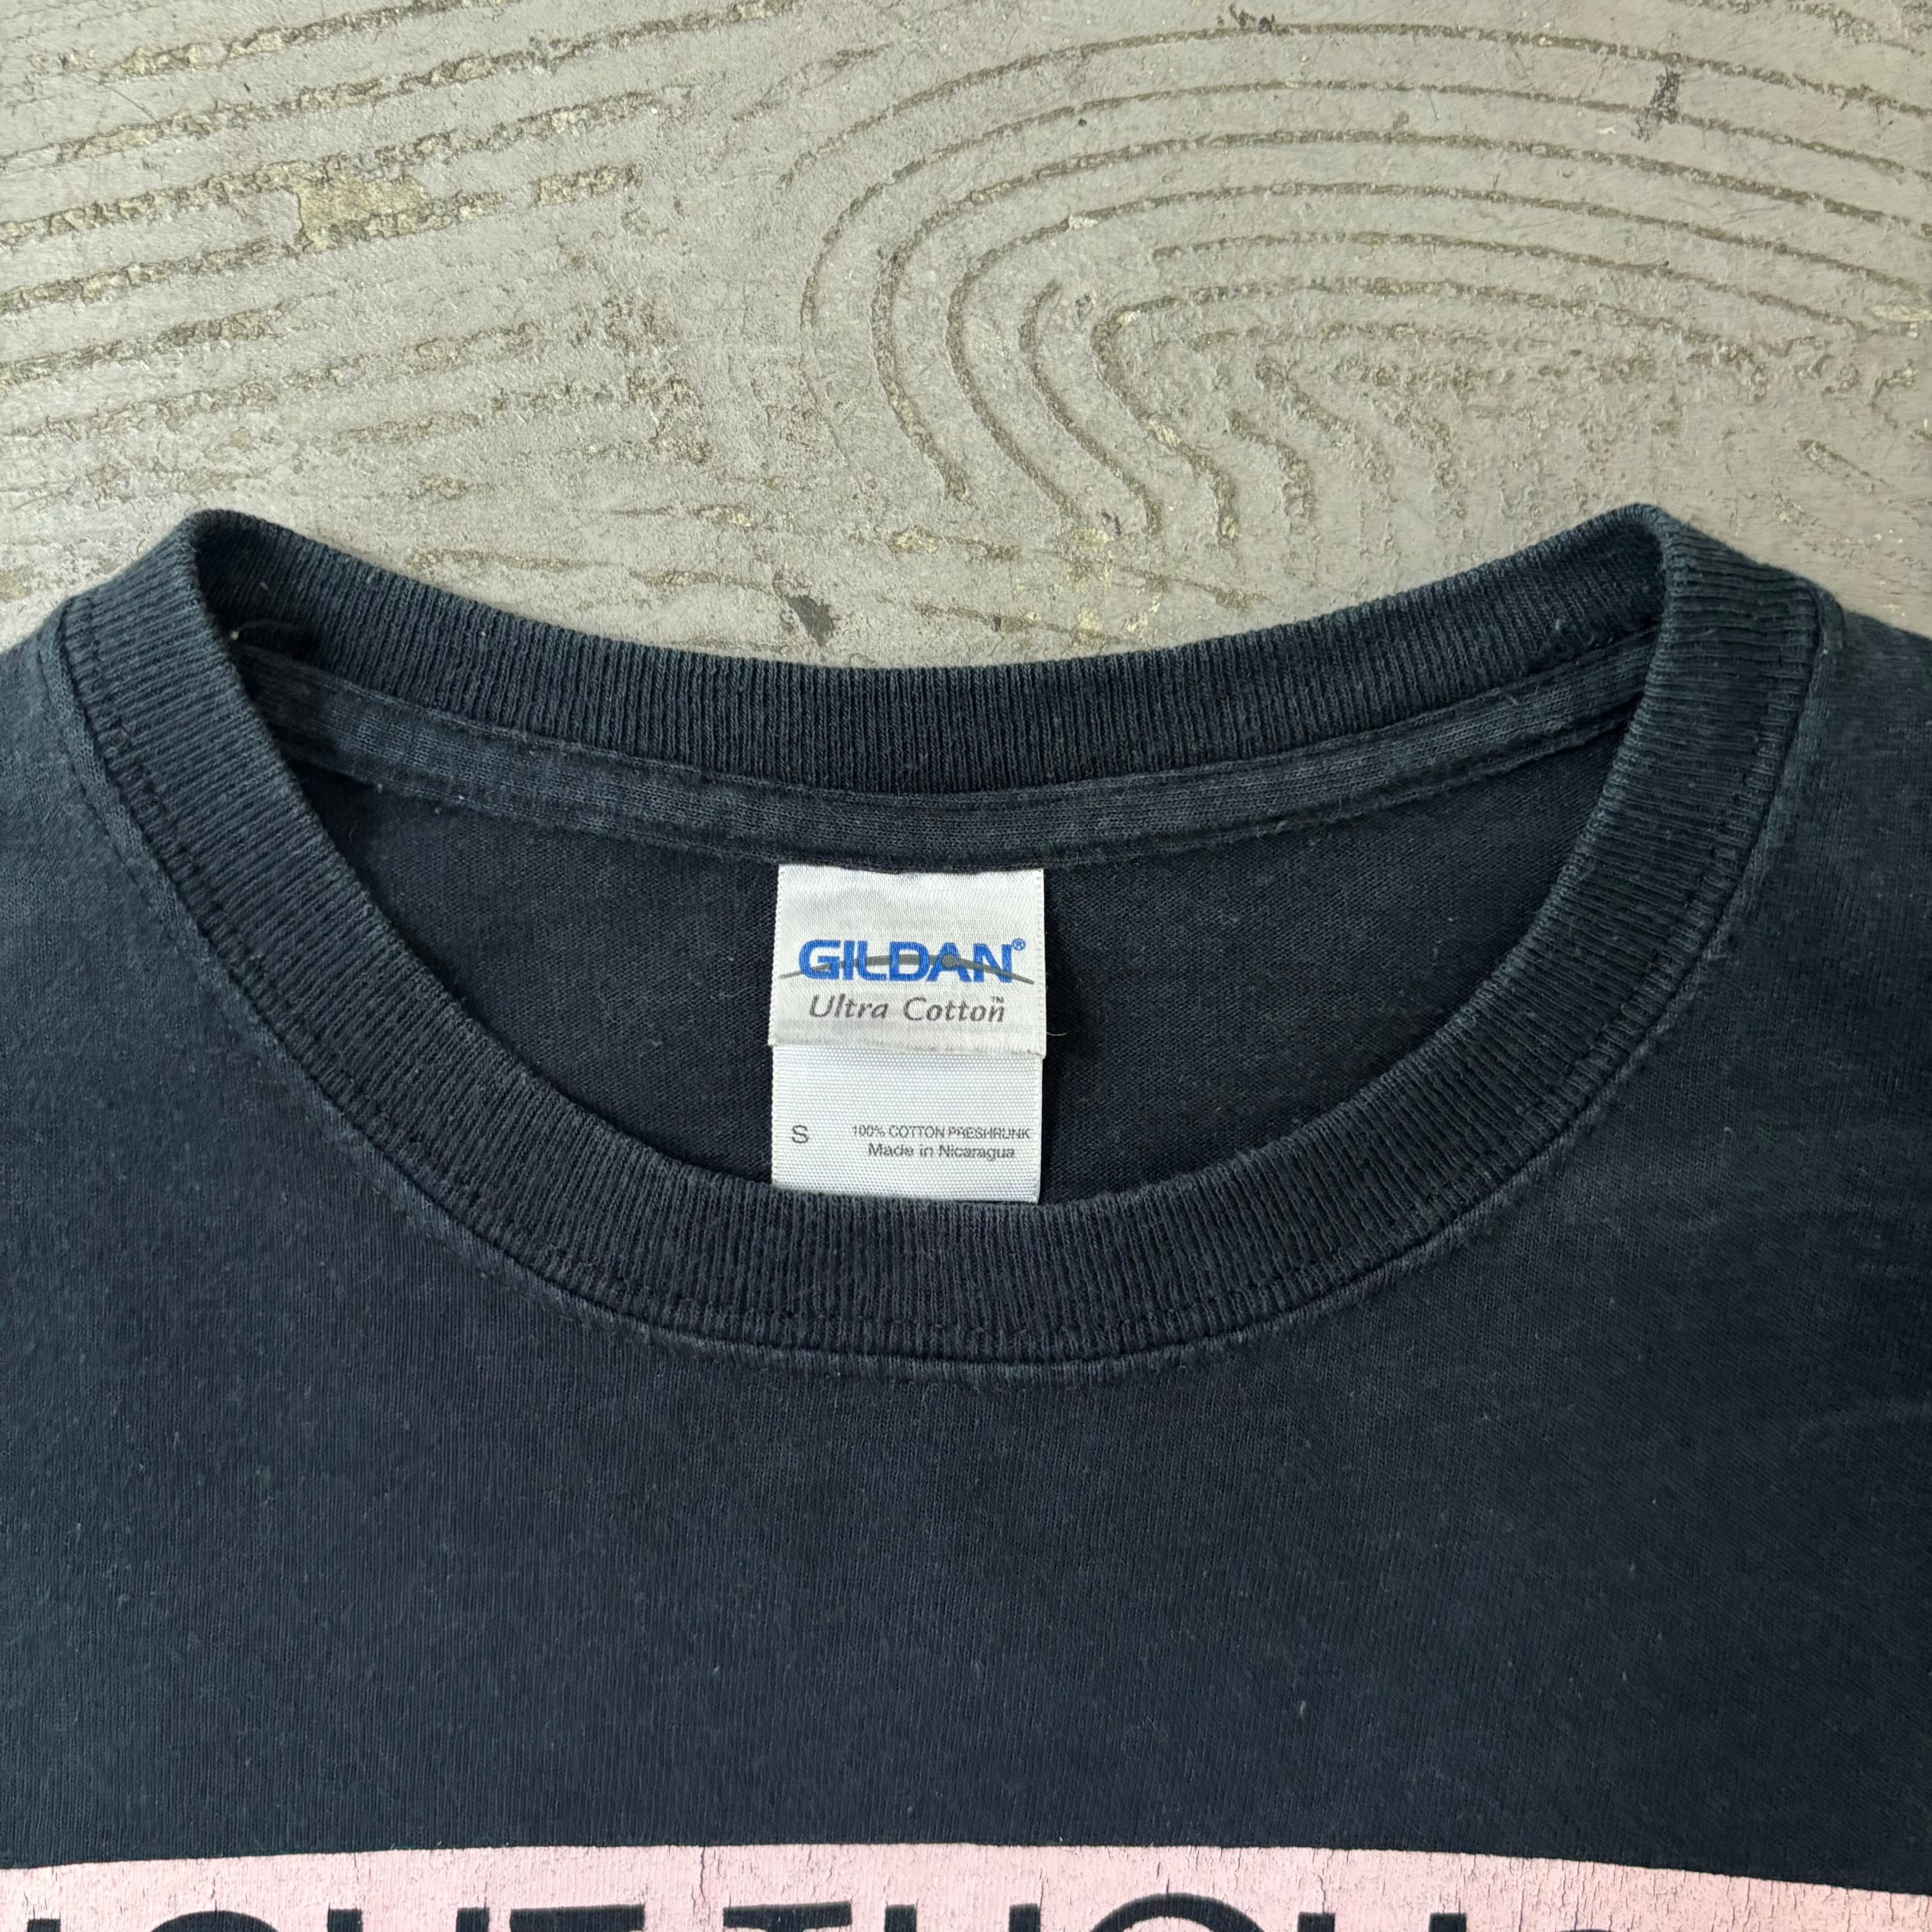 GILDAN®
Ultra Cotton™
S 100% COTTON PRESHRUNK
Made in Nicaragua